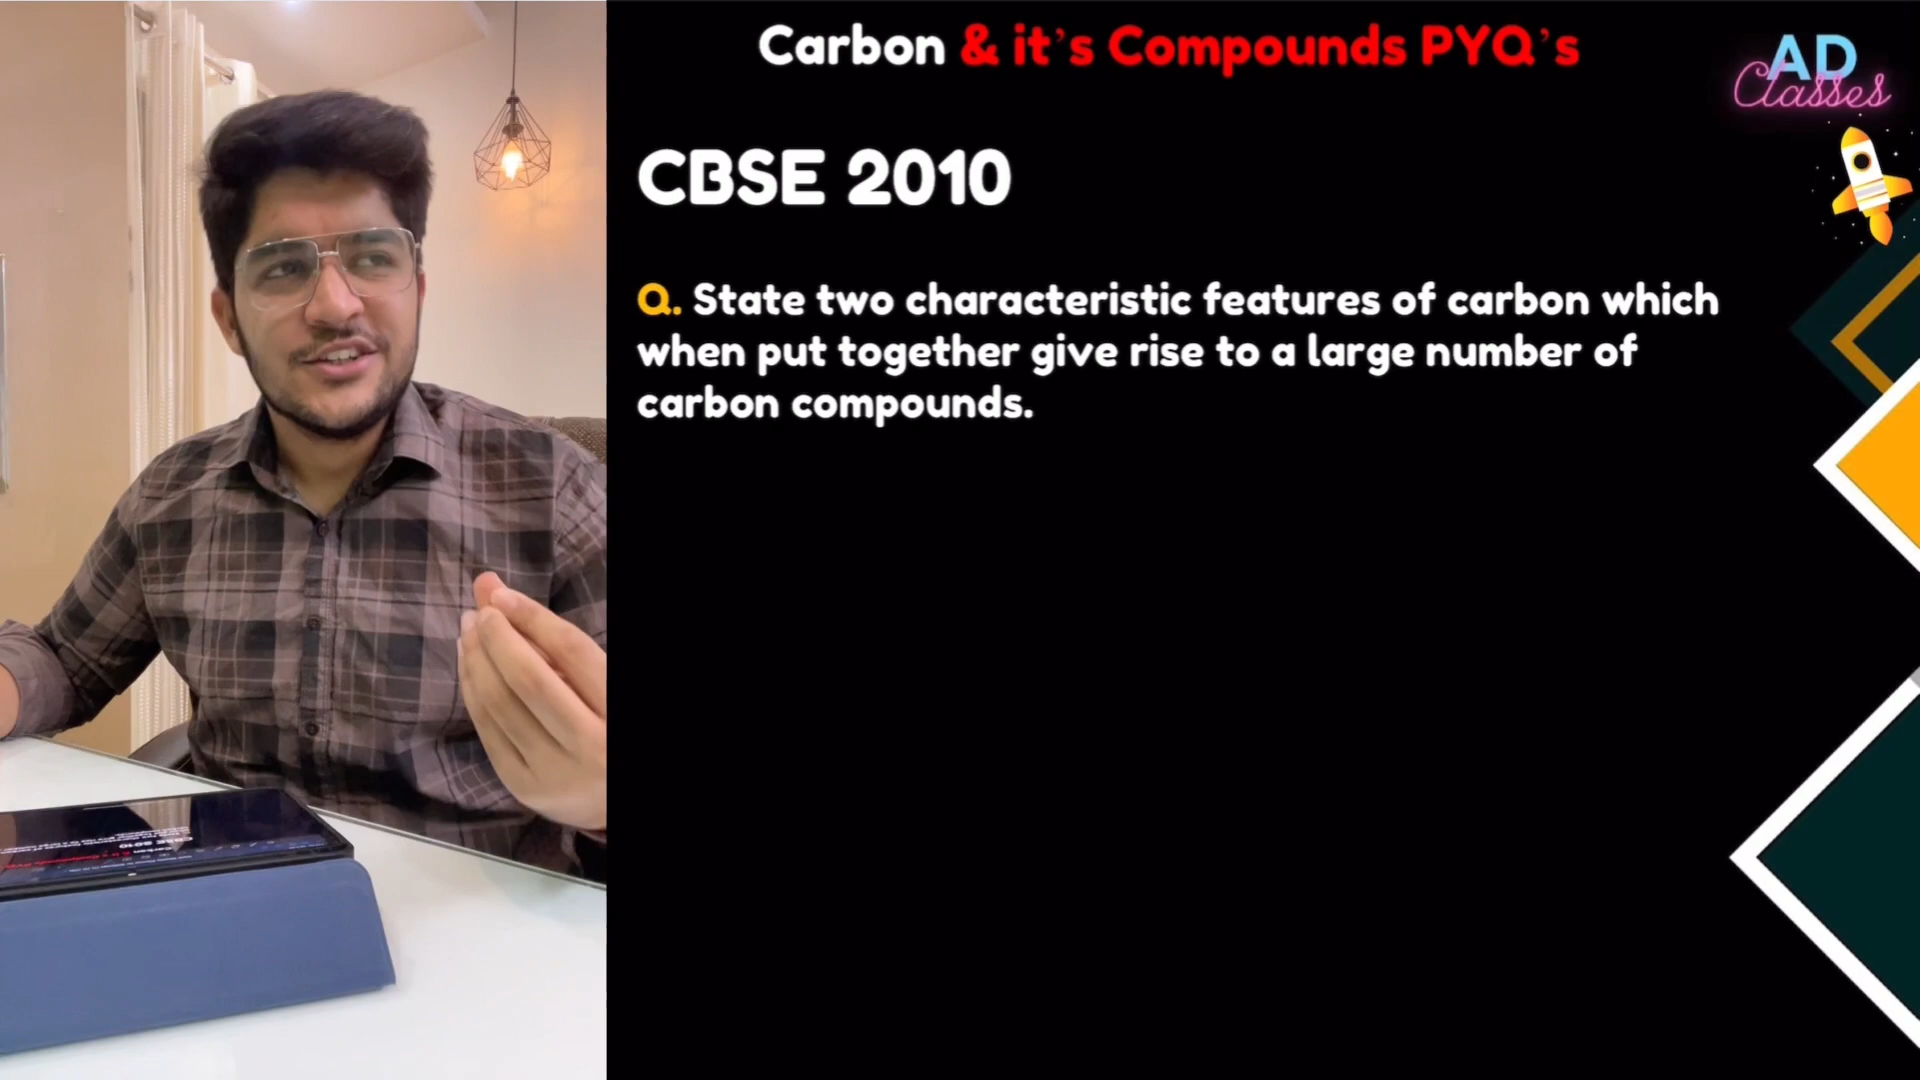 Carbon & it's Compounds PYQ's
AD
Classes
CBSE 2010
Q. State two characteristic features of carbon which
when put together give rise to a large number of
carbon compounds.